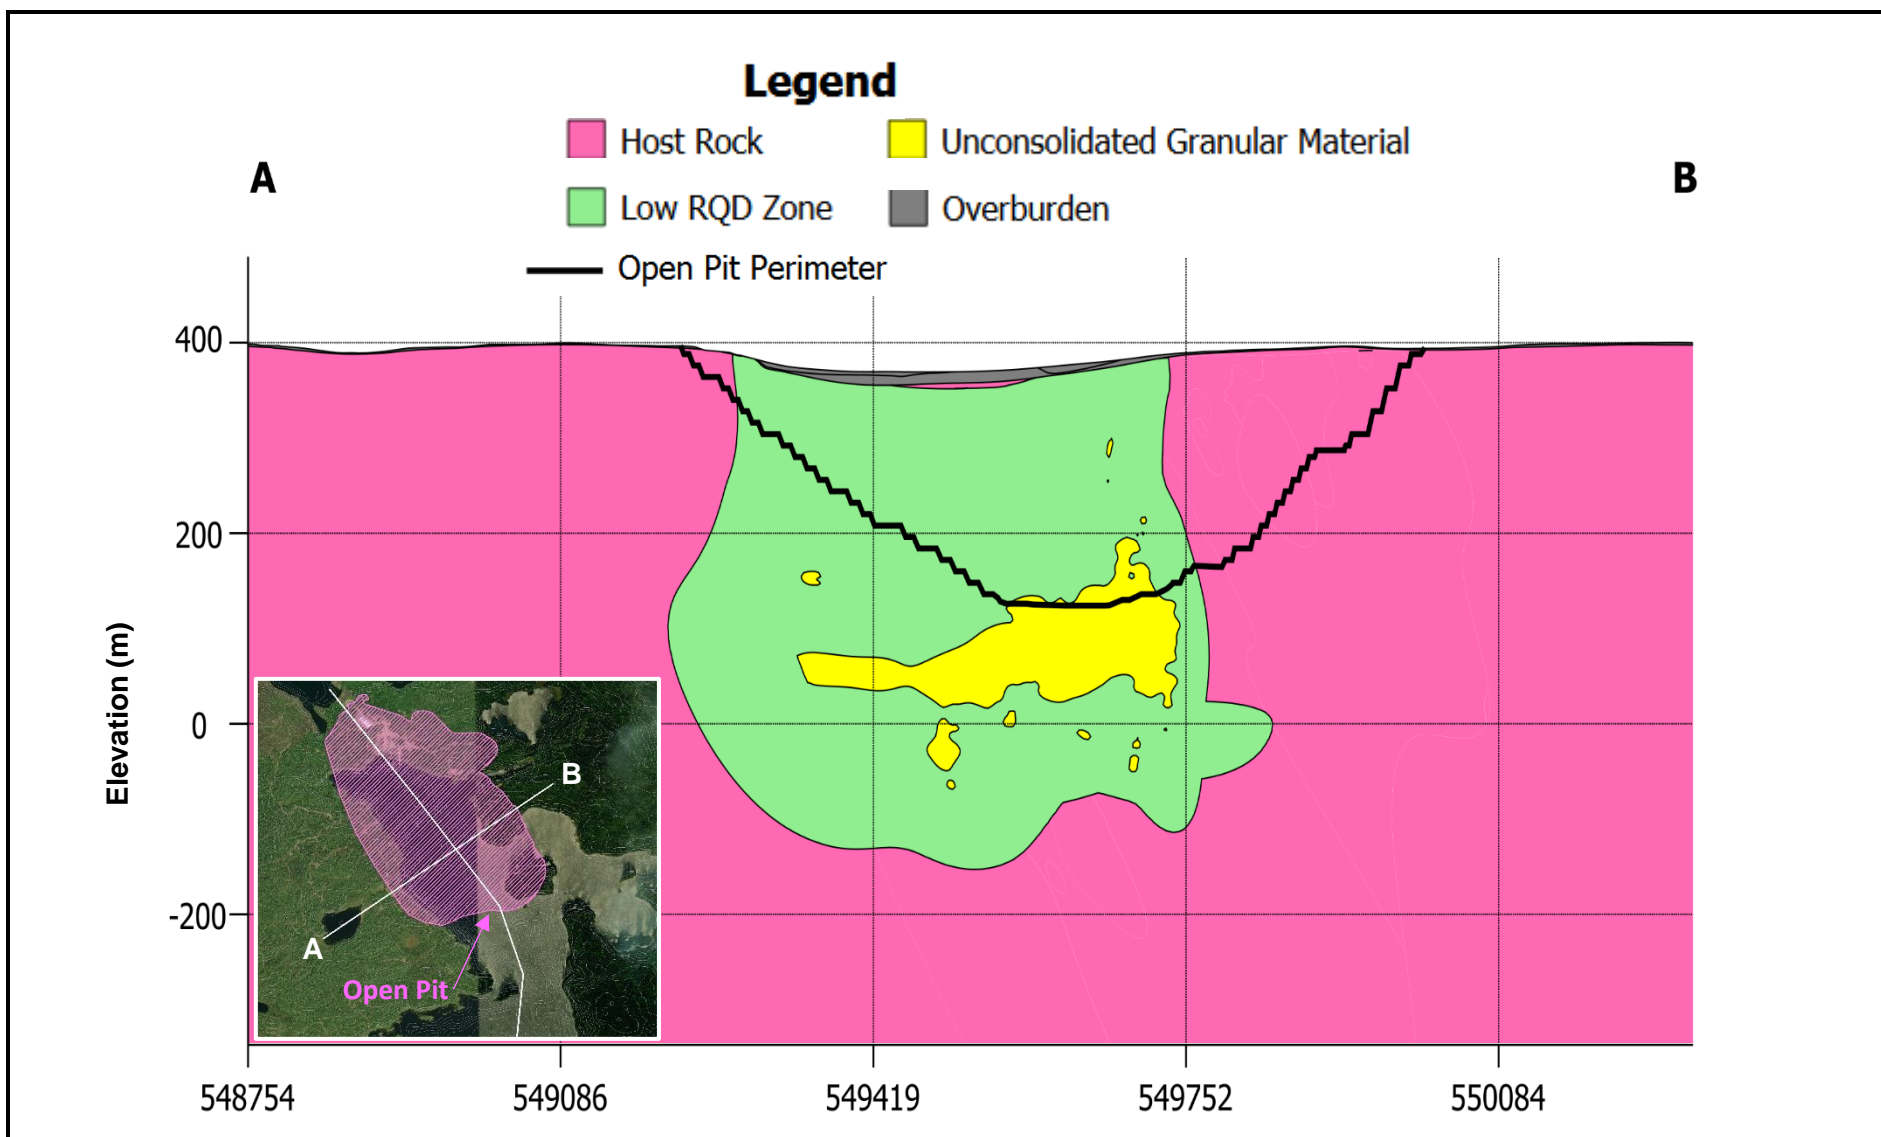 Legend
Host Rock
Unconsolidated Granular Material
A
B
Low RQD Zone
Overburden
Open Pit Perimeter
400
200
0
-200
Elevation (m)
B
A
Open Pit
548754
549086
549419
549752
550084